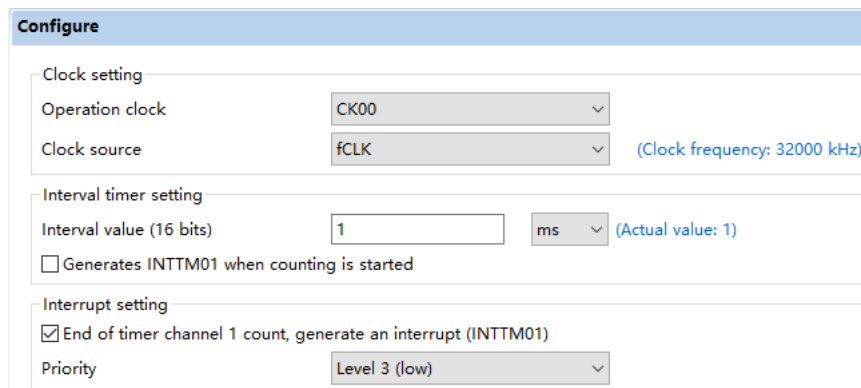 Configure
Clock setting
Operation clock CK00
Clock source fCLK (Clock frequency: 32000 kHz)
Interval timer setting
Interval value (16 bits) 1 ms (Actual value: 1)
Generates INTTM01 when counting is started
Interrupt setting
End of timer channel 1 count, generate an interrupt (INTTM01)
Priority Level 3 (low)